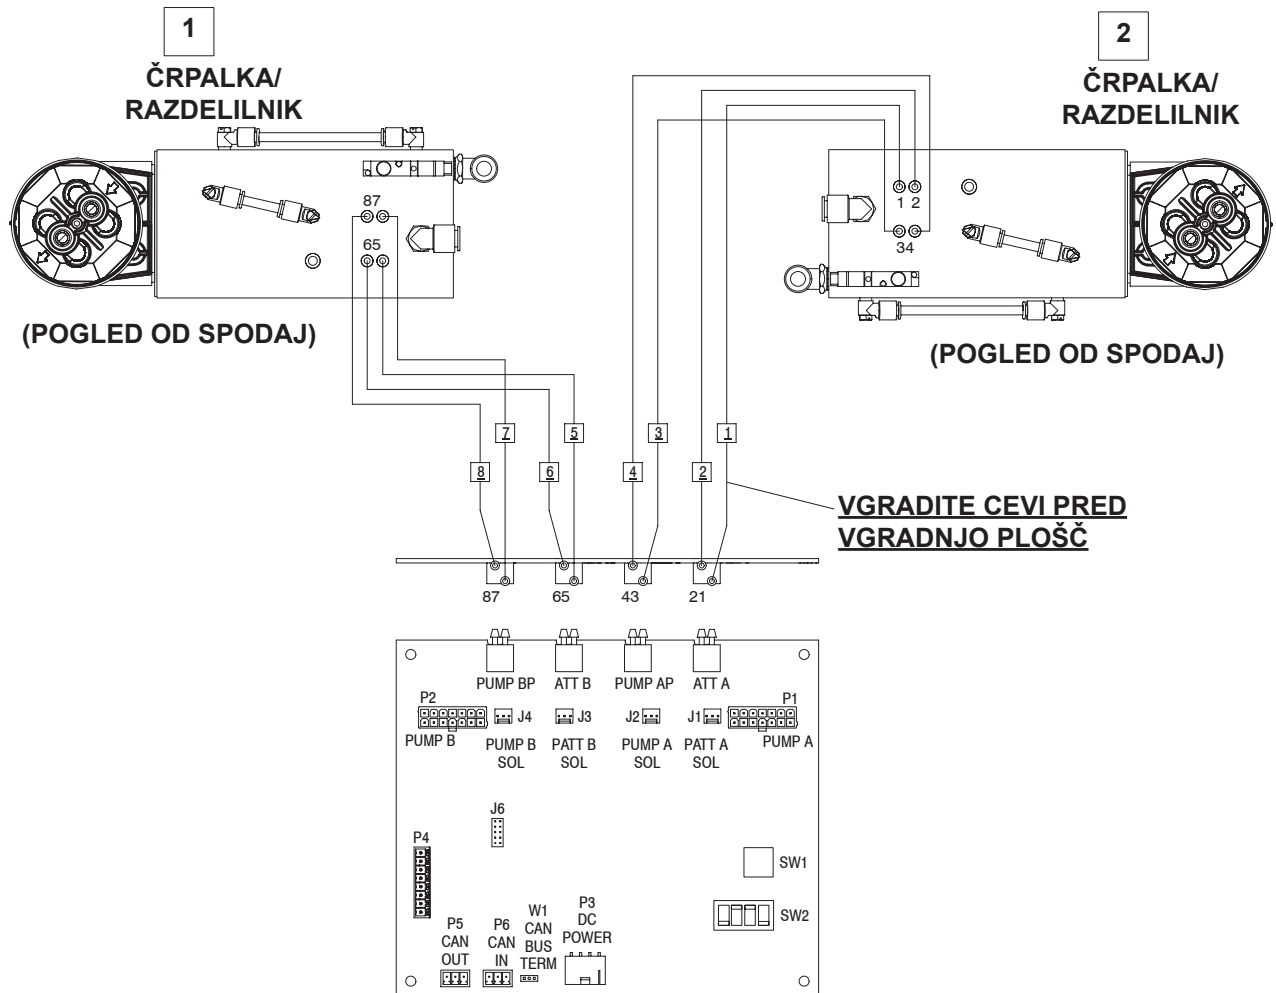 1
ČRPALKA/
RAZDELILNIK
2
ČRPALKA/
RAZDELILNIK
87
65
1 2
34
(POGLED OD SPODAJ)
(POGLED OD SPODAJ)
7
5
3
1
8
6
4
2
VGRADITE CEVI PRED
VGRADNJO PLOŠČ
87
65
43
21
PUMP BP
ATT B
PUMP AP
ATT A
P2
P1
J4
J3
J2
J1
PUMP B
PUMP A
PUMP B
SOL
PATT B
SOL
PUMP A
SOL
PATT A
SOL
J6
P4
SW1
SW2
P5
CAN
OUT
P6
CAN
IN
W1
CAN
BUS
TERM
P3
DC
POWER